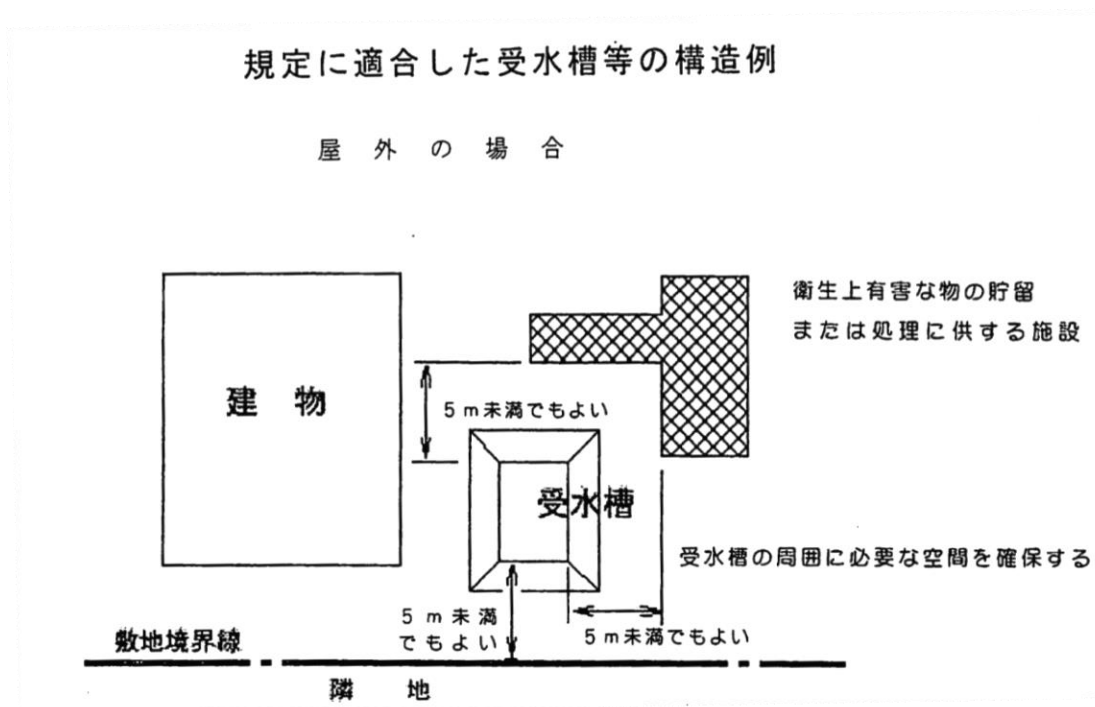 規定に適合した受水槽等の構造例
屋外の場合
衛生上有害な物の貯留
または処理に供する施設
建物
5m未満でもよい
受水槽
受水槽の周囲に必要な空間を確保する
5m未満
でもよい
5m未満でもよい
敷地境界線
隣地